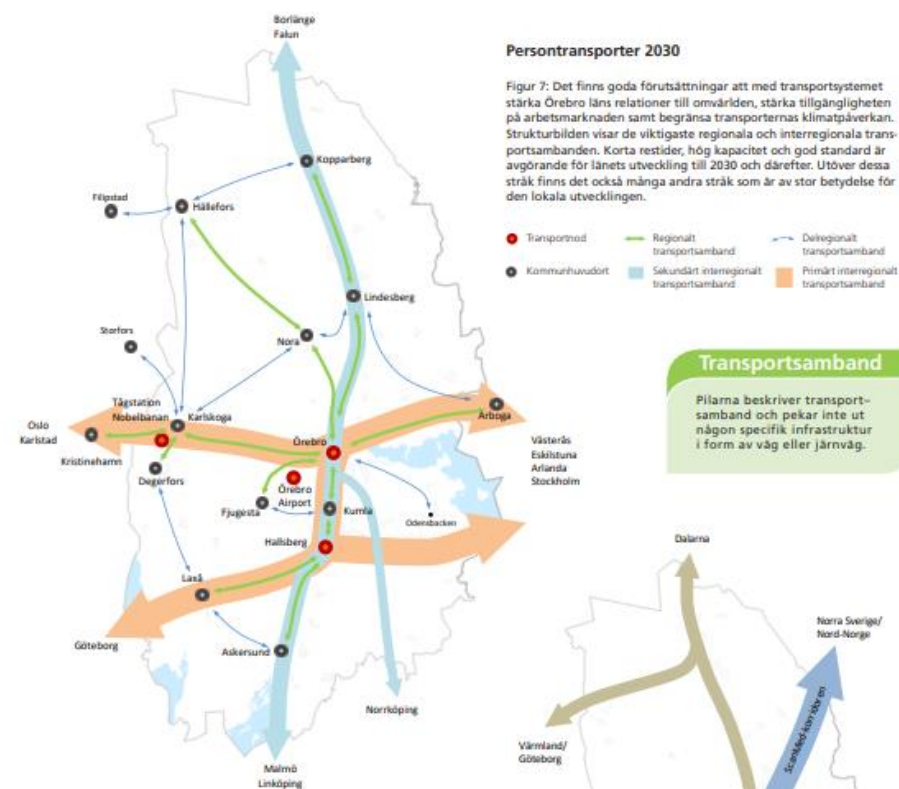 Borlänge
Falun
Persontransporter 2030
Figur 7: Det finns goda förutsättningar att med transportsystemet
stärka Örebro läns relationer till omvärlden, stärka tillgängligheten
på arbetsmarknaden samt begränsa transporternas klimatpåverkan.
Strukturbilden visar de viktigaste regionala och interregionala trans-
portsambanden. Korta restider, hög kapacitet och god standard är
avgörande för länets utveckling till 2030 och därefter. Utöver dessa
stråk finns det också många andra stråk som är av stor betydelse för
den lokala utvecklingen.
Transportnod
Regionalt
transportsamband
Delregionalt
transportsamband
Kommunhuvudort
Sekundärt interregionalt
transportsamband
Primärt interregionalt
transportsamband
Kopparberg
Filipstad
Hällefors
Lindesberg
Storfors
Nora
Tågstation
Nobelbanan
Karlskoga
Arboga
Oslo
Karlstad
Örebro
Kristinehamn
Västerås
Eskilstuna
Arlanda
Stockholm
Degerfors
Örebro
Airport
Fjugesta
Kumla
Odensbacken
Hallsberg
Laxå
Göteborg
Askersund
Norrköping
Malmö
Linköping
Transportsamband
Pilarna beskriver transport-
samband och pekar inte ut
någon specifik infrastruktur
i form av väg eller järnväg.
Dalarna
Norra Sverige/
Nord-Norge
ScanMed-korridoren
Värmland/
Göteborg